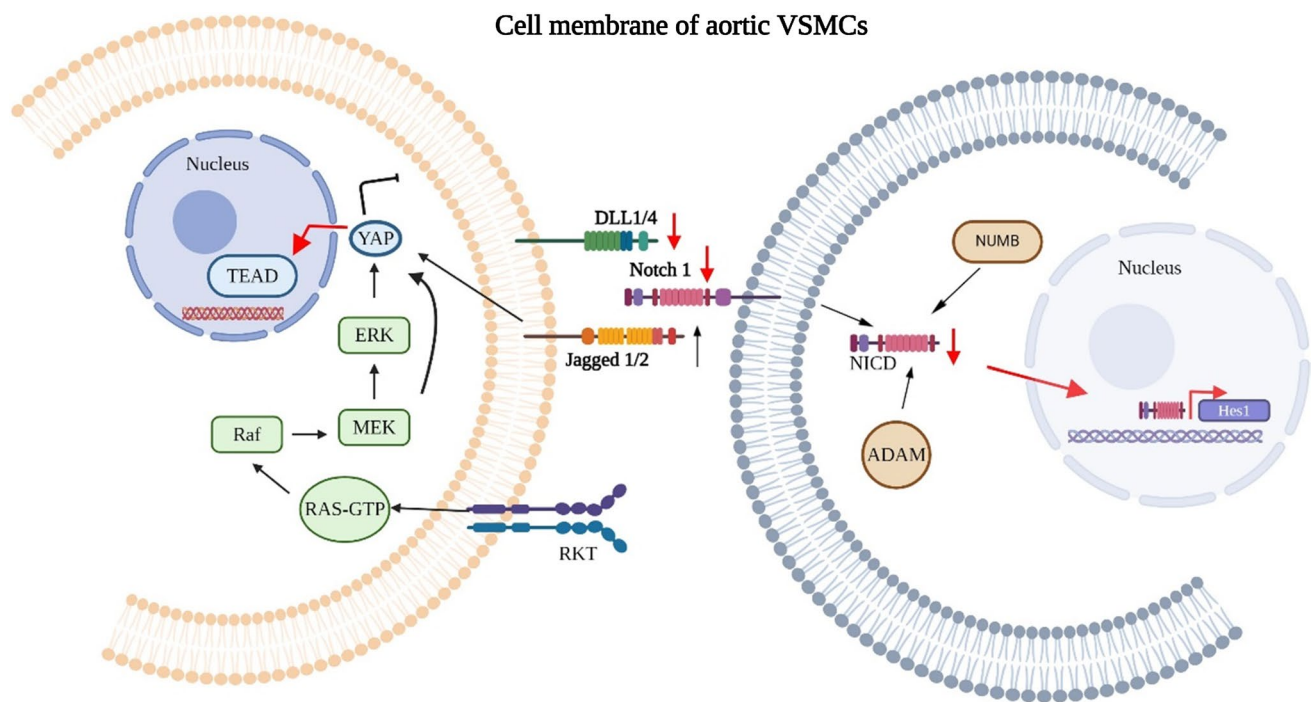 Cell membrane of aortic VSMCs
Nucleus
YAP
TEAD
ERK
Raf
MEK
RAS-GTP
RKT
DLL1/4
Notch 1
Jagged 1/2
NUMB
Nucleus
NICD
Hes1
ADAM